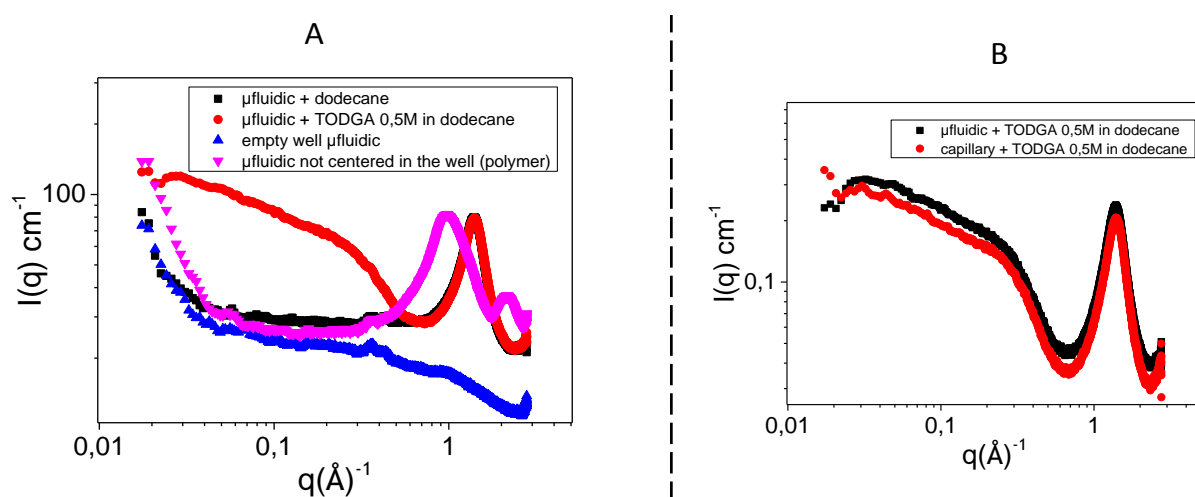 A
µfluidic + dodecane
µfluidic + TODGA 0,5M in dodecane
empty well µfluidic
µfluidic not centered in the well (polymer)
100
I(q) cm-1
0,01
0,1
1
q(Å)-1
B
µfluidic + TODGA 0,5M in dodecane
capillary + TODGA 0,5M in dodecane
0,1
I(q) cm-1
0,01
0,1
1
q(Å)-1